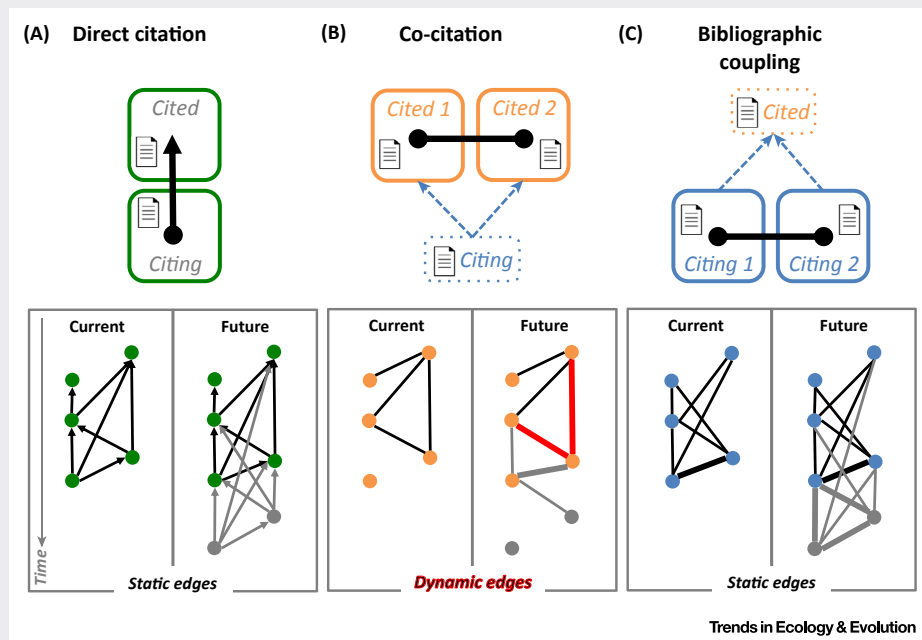 (A) Direct citation
(B) Co-citation
(C) Bibliographic
coupling
Cited
Citing
Cited 1 Cited 2
Citing
Cited
Citing 1 Citing 2
Current Future
Time
Static edges
Current Future
Dynamic edges
Current Future
Static edges
Trends in Ecology & Evolution